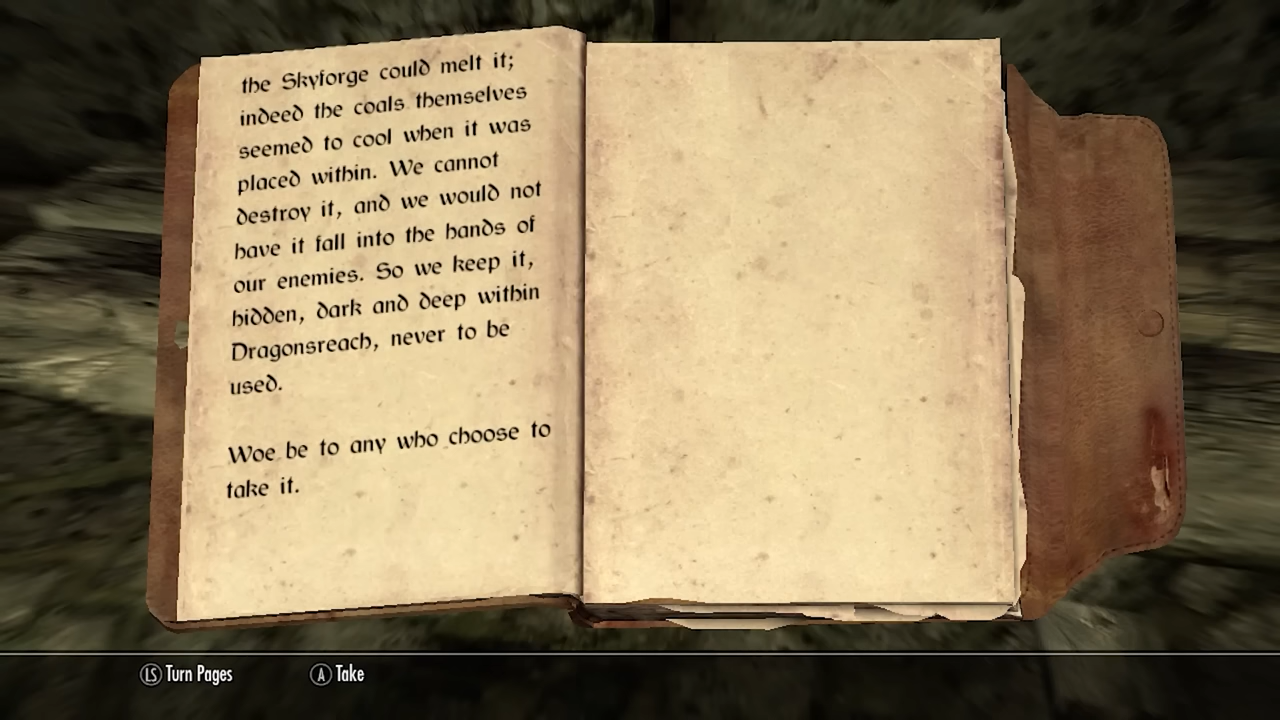 the Skyforge could melt it;
indeed the coals themselves
seemed to cool when it was
placed within. We cannot
destroy it, and we would not
have it fall into the hands of
our enemies. So we keep it,
hidden, dark and deep within
Dragonsreach, never to be
used.
Woe be to any who choose to
take it.
LS Turn Pages
A Take